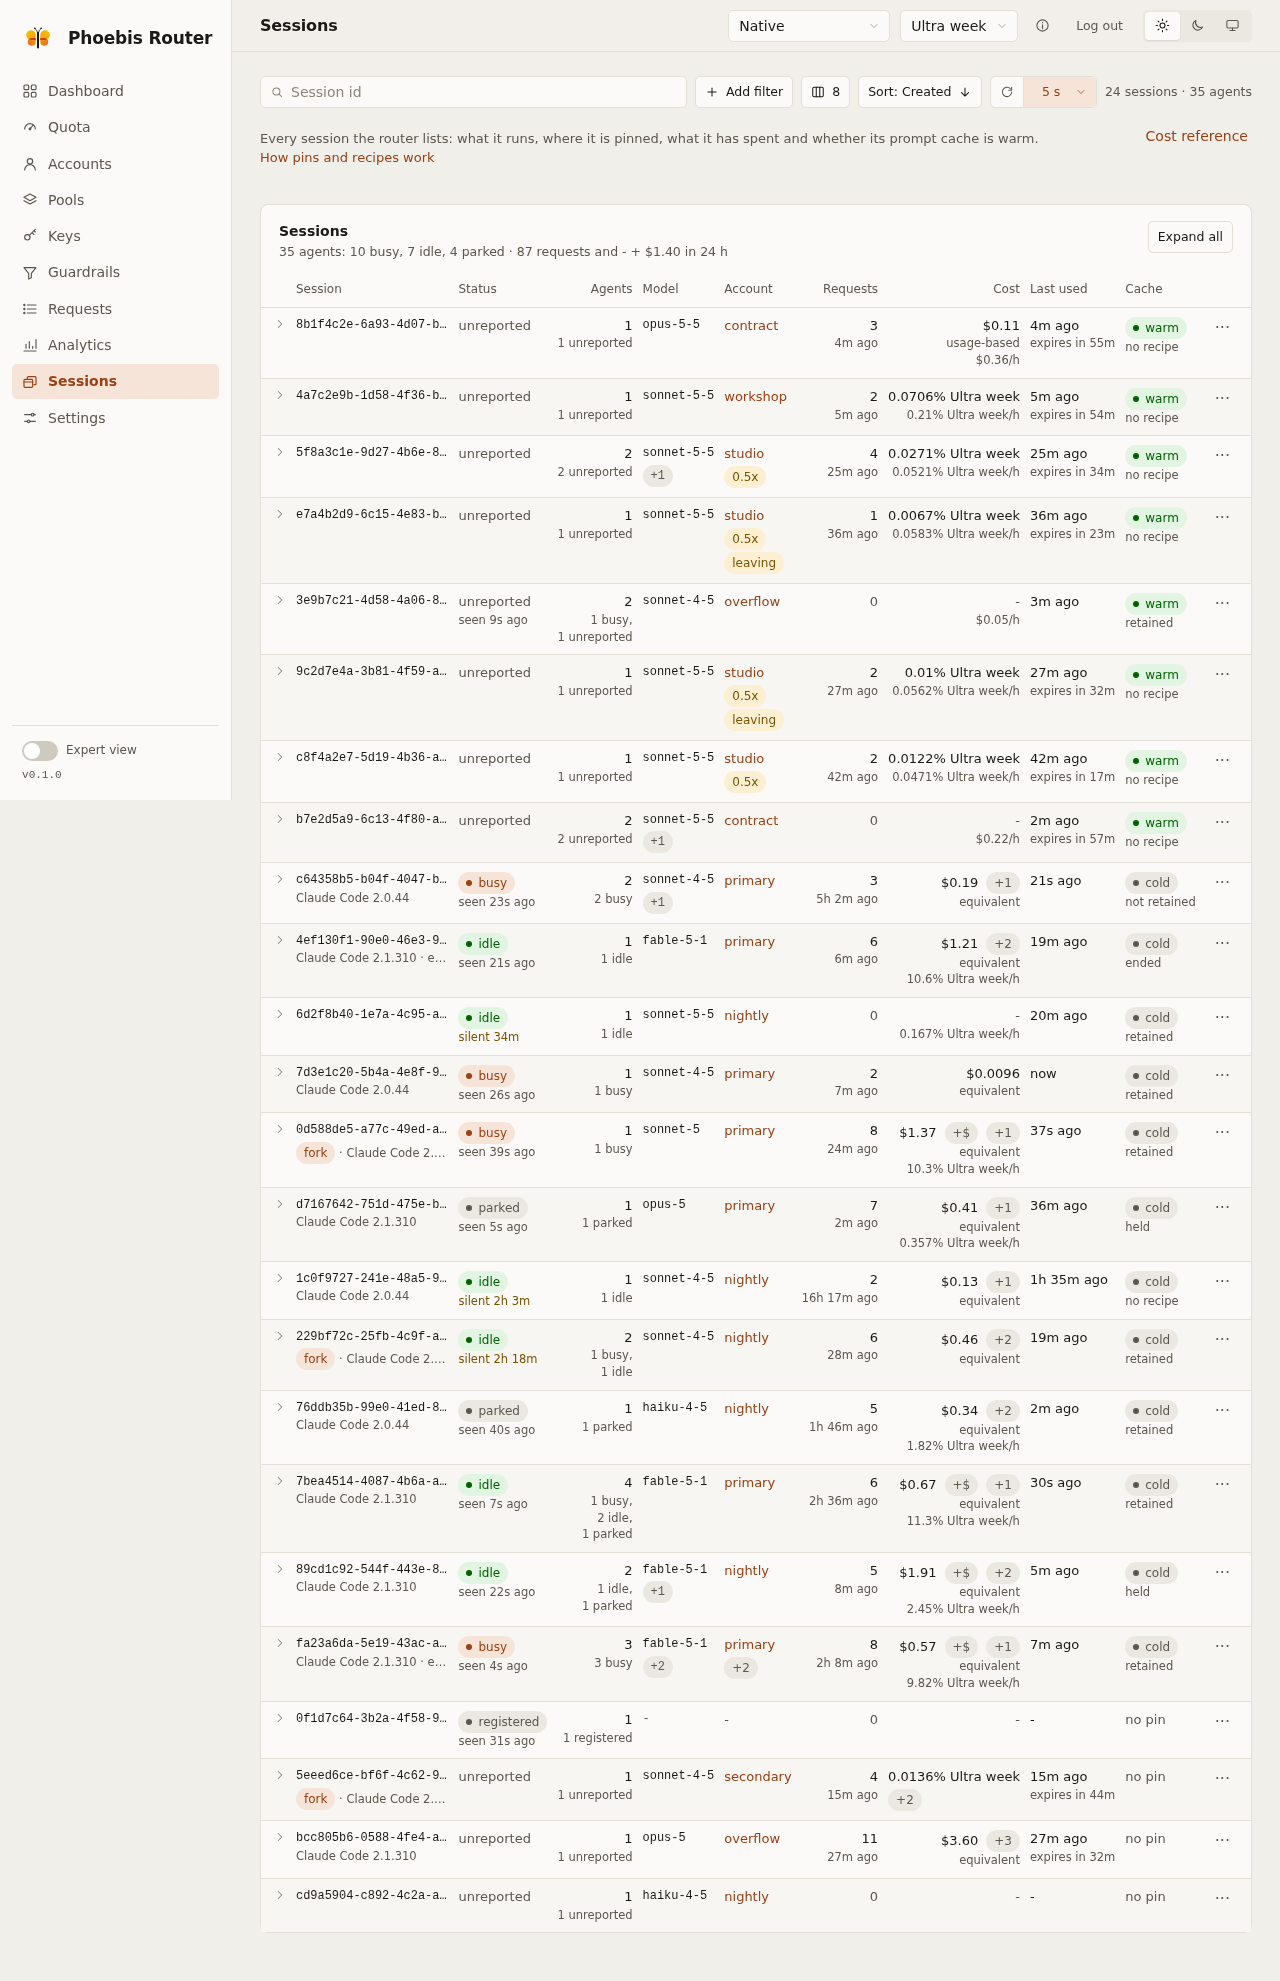 Phoebis Router
Dashboard
Quota
Accounts
Pools
Keys
Guardrails
Requests
Analytics
Sessions
Settings
Expert view
v0.1.0
Sessions
Native
Ultra week
Log out
Session id
Add filter
8
Sort: Created
5 s
24 sessions · 35 agents
Every session the router lists: what it runs, where it is pinned, what it has spent and whether its prompt cache is warm.
How pins and recipes work
Cost reference
Sessions
35 agents: 10 busy, 7 idle, 4 parked · 87 requests and - + $1.40 in 24 h
Expand all
Session Status Agents Model Account Requests Cost Last used Cache
8b1f4c2e-6a93-4d07-b… unreported 1 opus-5-5 contract 3 $0.11 4m ago warm ···
1 unreported 4m ago usage-based expires in 55m no recipe
$0.36/h
4a7c2e9b-1d58-4f36-b… unreported 1 sonnet-5-5 workshop 2 0.0706% Ultra week 5m ago warm ···
1 unreported 5m ago 0.21% Ultra week/h expires in 54m no recipe
5f8a3c1e-9d27-4b6e-8… unreported 2 sonnet-5-5 studio 4 0.0271% Ultra week 25m ago warm ···
2 unreported +1 0.5x 25m ago 0.0521% Ultra week/h expires in 34m no recipe
e7a4b2d9-6c15-4e83-b… unreported 1 sonnet-5-5 studio 1 0.0067% Ultra week 36m ago warm ···
1 unreported 0.5x 36m ago 0.0583% Ultra week/h expires in 23m no recipe
leaving
3e9b7c21-4d58-4a06-8… unreported 2 sonnet-4-5 overflow 0 - 3m ago warm ···
seen 9s ago 1 busy, $0.05/h retained
1 unreported
9c2d7e4a-3b81-4f59-a… unreported 1 sonnet-5-5 studio 2 0.01% Ultra week 27m ago warm ···
1 unreported 0.5x 27m ago 0.0562% Ultra week/h expires in 32m no recipe
leaving
c8f4a2e7-5d19-4b36-a… unreported 1 sonnet-5-5 studio 2 0.0122% Ultra week 42m ago warm ···
1 unreported 0.5x 42m ago 0.0471% Ultra week/h expires in 17m no recipe
b7e2d5a9-6c13-4f80-a… unreported 2 sonnet-5-5 contract 0 - 2m ago warm ···
2 unreported +1 $0.22/h expires in 57m no recipe
c64358b5-b04f-4047-b… busy 2 sonnet-4-5 primary 3 $0.19 +1 21s ago cold ···
Claude Code 2.0.44 seen 23s ago 2 busy +1 5h 2m ago equivalent not retained
4ef130f1-90e0-46e3-9… idle 1 fable-5-1 primary 6 $1.21 +2 19m ago cold ···
Claude Code 2.1.310 · e… seen 21s ago 1 idle 6m ago equivalent ended
10.6% Ultra week/h
6d2f8b40-1e7a-4c95-a… idle 1 sonnet-5-5 nightly 0 - 20m ago cold ···
silent 34m 1 idle 0.167% Ultra week/h retained
7d3e1c20-5b4a-4e8f-9… busy 1 sonnet-4-5 primary 2 $0.0096 now cold ···
Claude Code 2.0.44 seen 26s ago 1 busy 7m ago equivalent retained
0d588de5-a77c-49ed-a… busy 1 sonnet-5 primary 8 $1.37 +$ +1 37s ago cold ···
fork · Claude Code 2.… seen 39s ago 1 busy 24m ago equivalent retained
10.3% Ultra week/h
d7167642-751d-475e-b… parked 1 opus-5 primary 7 $0.41 +1 36m ago cold ···
Claude Code 2.1.310 seen 5s ago 1 parked 2m ago equivalent held
0.357% Ultra week/h
1c0f9727-241e-48a5-9… idle 1 sonnet-4-5 nightly 2 $0.13 +1 1h 35m ago cold ···
Claude Code 2.0.44 silent 2h 3m 1 idle 16h 17m ago equivalent no recipe
229bf72c-25fb-4c9f-a… idle 2 sonnet-4-5 nightly 6 $0.46 +2 19m ago cold ···
fork · Claude Code 2.… silent 2h 18m 1 busy, 28m ago equivalent retained
1 idle
76ddb35b-99e0-41ed-8… parked 1 haiku-4-5 nightly 5 $0.34 +2 2m ago cold ···
Claude Code 2.0.44 seen 40s ago 1 parked 1h 46m ago equivalent retained
1.82% Ultra week/h
7bea4514-4087-4b6a-a… idle 4 fable-5-1 primary 6 $0.67 +$ +1 30s ago cold ···
Claude Code 2.1.310 seen 7s ago 1 busy, 2h 36m ago equivalent retained
2 idle, 11.3% Ultra week/h
1 parked
89cd1c92-544f-443e-8… idle 2 fable-5-1 nightly 5 $1.91 +$ +2 5m ago cold ···
Claude Code 2.1.310 seen 22s ago 1 idle, +1 8m ago equivalent held
1 parked 2.45% Ultra week/h
fa23a6da-5e19-43ac-a… busy 3 fable-5-1 primary 8 $0.57 +$ +1 7m ago cold ···
Claude Code 2.1.310 · e… seen 4s ago 3 busy +2 +2 2h 8m ago equivalent retained
9.82% Ultra week/h
0f1d7c64-3b2a-4f58-9… registered 1 - - 0 - - no pin ···
seen 31s ago 1 registered
5eeed6ce-bf6f-4c62-9… unreported 1 sonnet-4-5 secondary 4 0.0136% Ultra week 15m ago no pin ···
fork · Claude Code 2.… 1 unreported 15m ago +2 expires in 44m
bcc805b6-0588-4fe4-a… unreported 1 opus-5 overflow 11 $3.60 +3 27m ago no pin ···
Claude Code 2.1.310 1 unreported 27m ago equivalent expires in 32m
cd9a5904-c892-4c2a-a… unreported 1 haiku-4-5 nightly 0 - - no pin ···
1 unreported